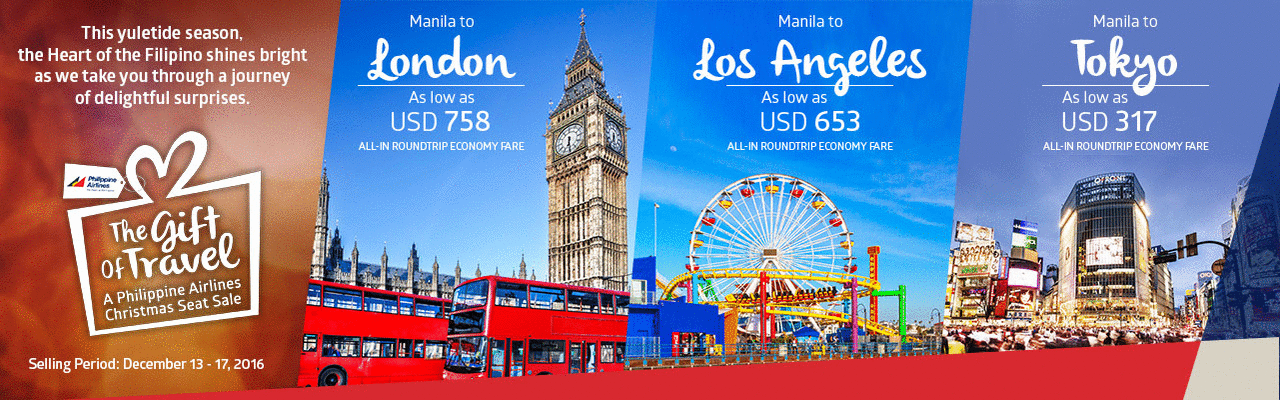 This yuletide season,
the Heart of the Filipino shines bright
as we take you through a journey
of delightful surprises.
Philippine
Airlines
The Gift
Of Travel
A Philippine Airlines
Christmas Seat Sale
Selling Period: December 13 - 17, 2016
Manila to
London
As low as
USD 758
ALL-IN ROUNDTRIP ECONOMY FARE
Manila to
Los Angeles
As low as
USD 653
ALL-IN ROUNDTRIP ECONOMY FARE
Manila to
Tokyo
As low as
USD 317
ALL-IN ROUNDTRIP ECONOMY FARE
QFRONT